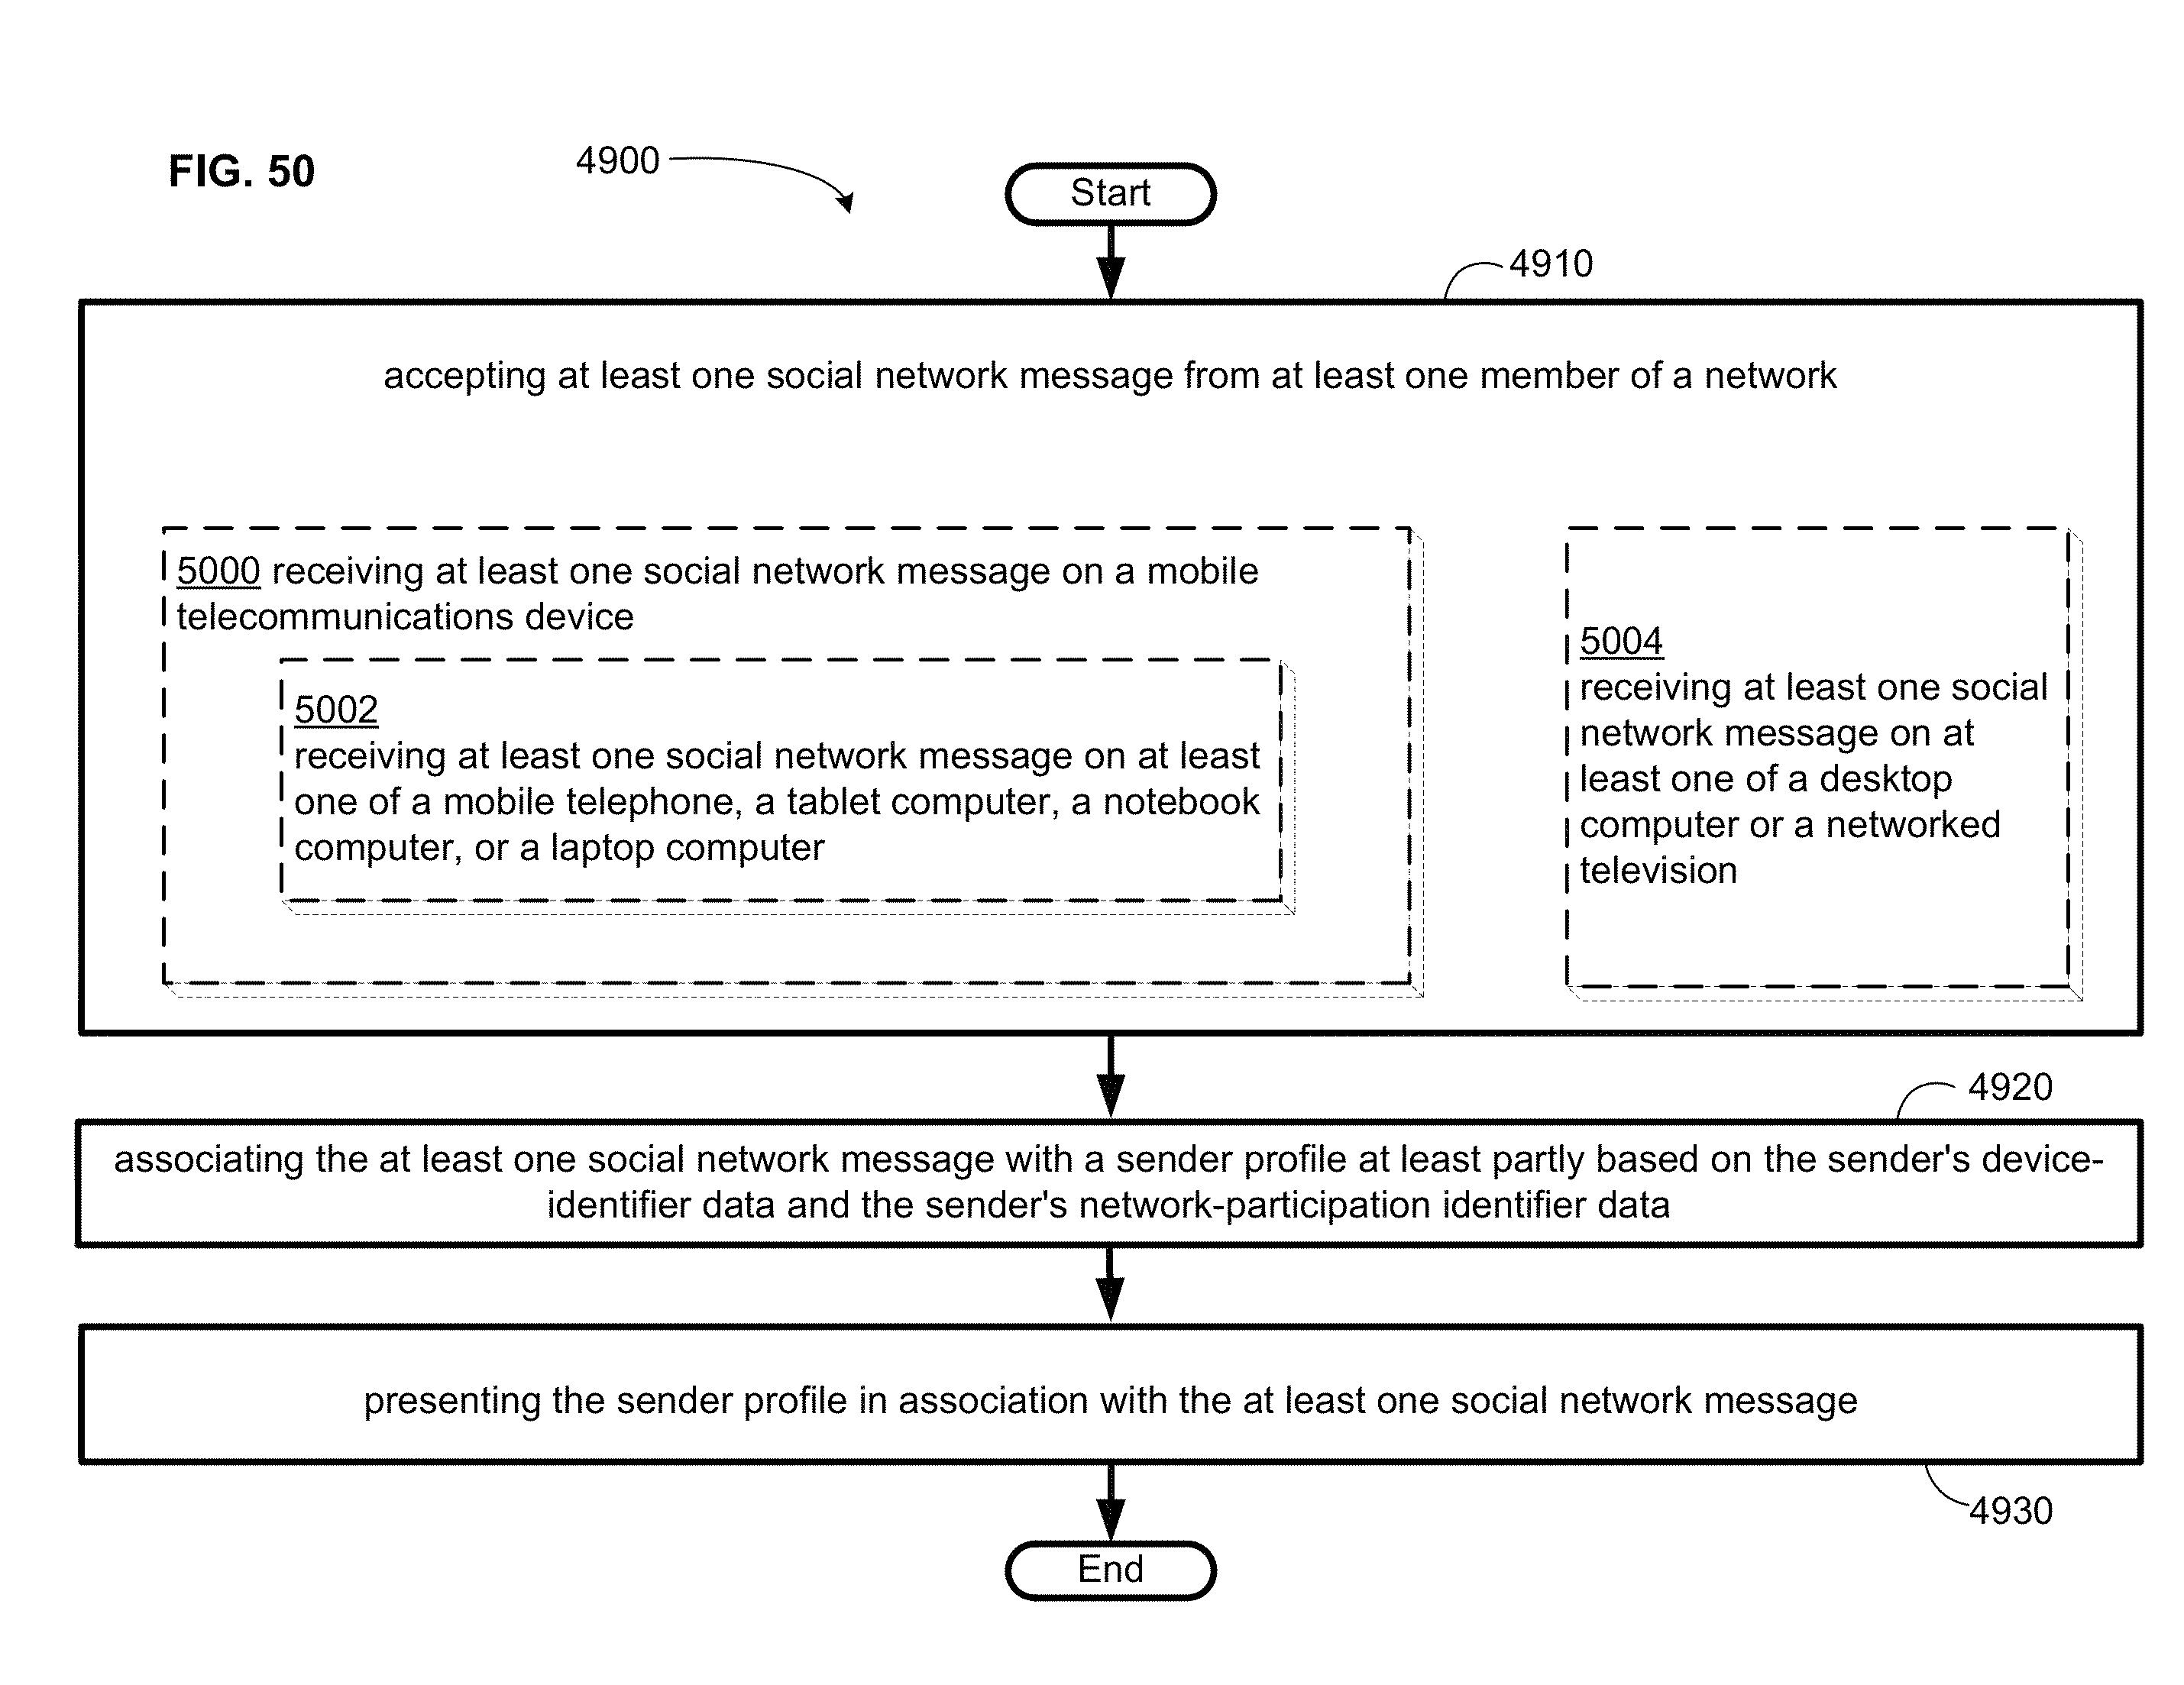 FIG. 50
4900
Start
4910
accepting at least one social network message from at least one member of a network
5000 receiving at least one social network message on a mobile
telecommunications device
5002
receiving at least one social network message on at least
one of a mobile telephone, a tablet computer, a notebook
computer, or a laptop computer
5004
receiving at least one social
network message on at
least one of a desktop
computer or a networked
television
4920
associating the at least one social network message with a sender profile at least partly based on the sender's device-
identifier data and the sender's network-participation identifier data
presenting the sender profile in association with the at least one social network message
4930
End